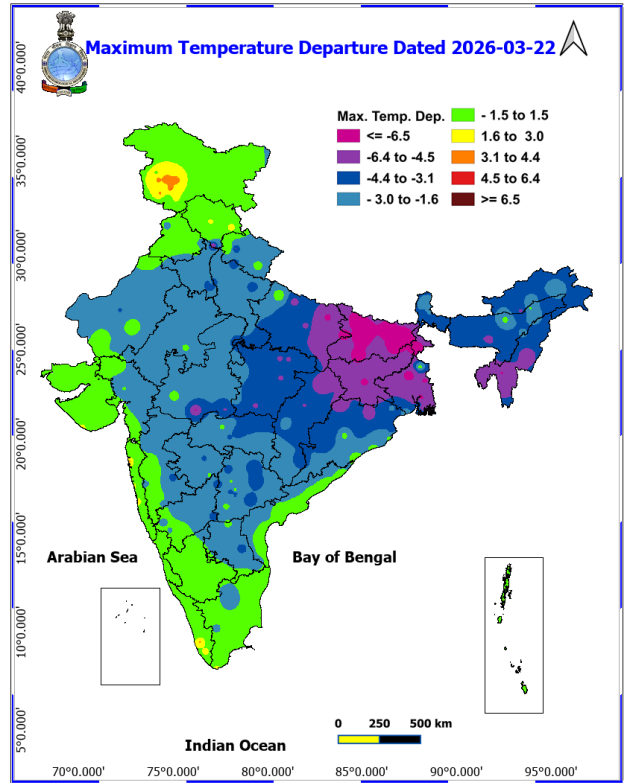 Maximum Temperature Departure Dated 2026-03-22
Max. Temp. Dep.
<= -6.5
-6.4 to -4.5
-4.4 to -3.1
- 3.0 to -1.6
- 1.5 to 1.5
1.6 to 3.0
3.1 to 4.4
4.5 to 6.4
>= 6.5
40°0.000'
35°0.000'
30°0.000'
25°0.000'
20°0.000'
15°0.000'
10°0.000'
5°0.000'
Arabian Sea
Bay of Bengal
Indian Ocean
0 250 500 km
70°0.000' 75°0.000' 80°0.000' 85°0.000' 90°0.000' 95°0.000'